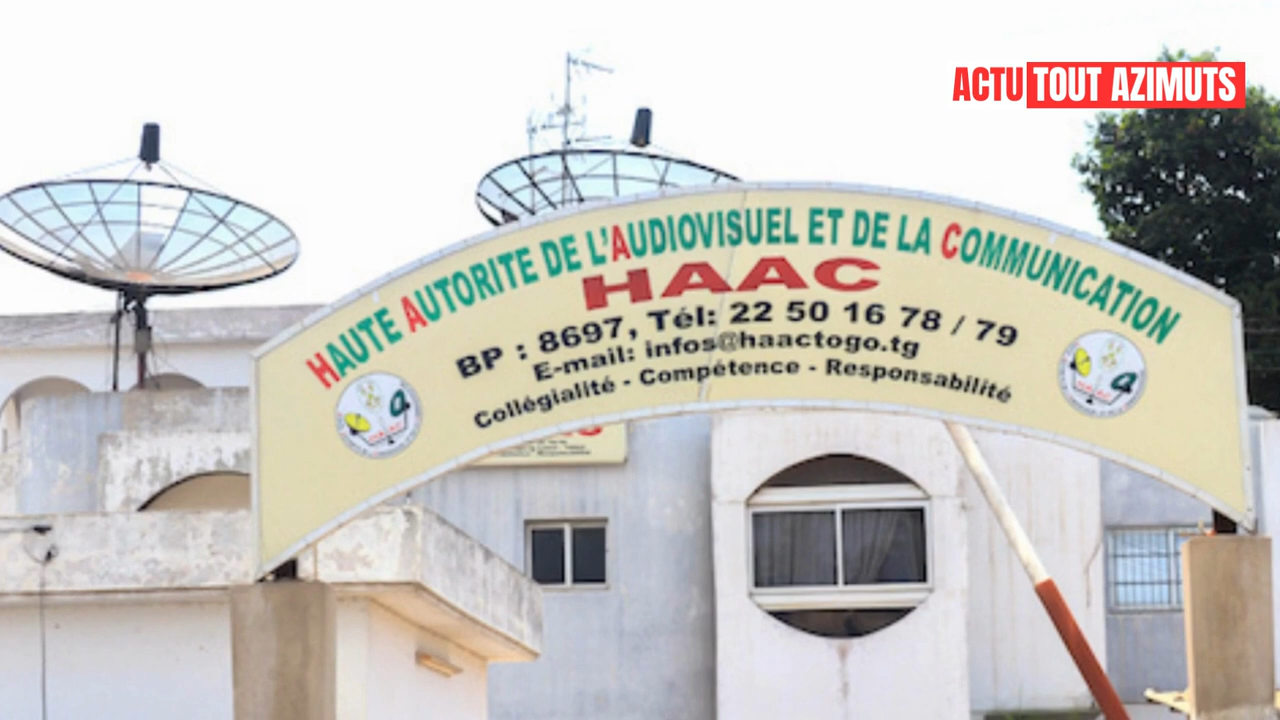 ACTU TOUT AZIMUTS
HAUTE AUTORITE DE L'AUDIOVISUEL ET DE LA COMMUNICATION
HAAC
BP : 8697, Tél: 22 50 16 78 / 79
E-mail: infos@haactogo.tg
Collégialité - Compétence - Responsabilité